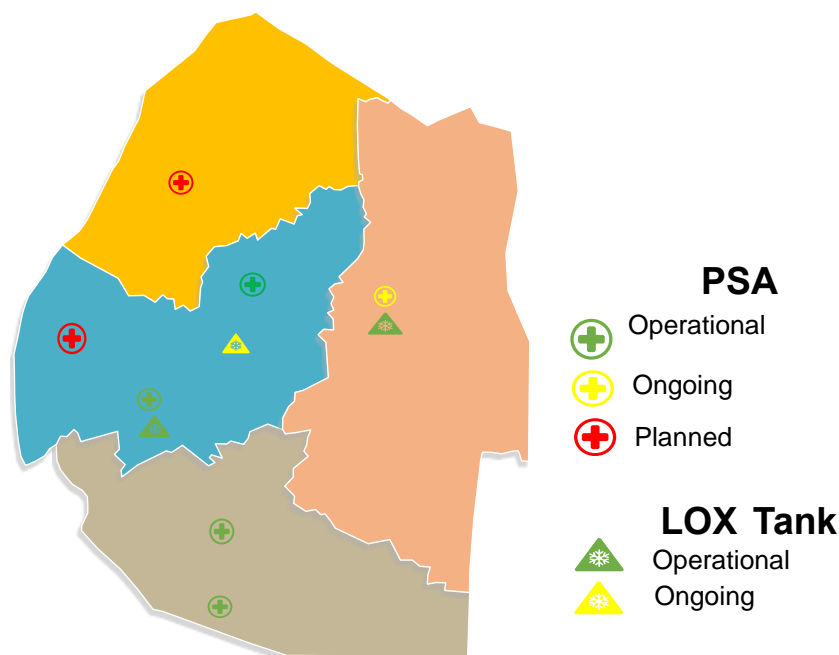 PSA
Operational
Ongoing
Planned
LOX Tank
Operational
Ongoing